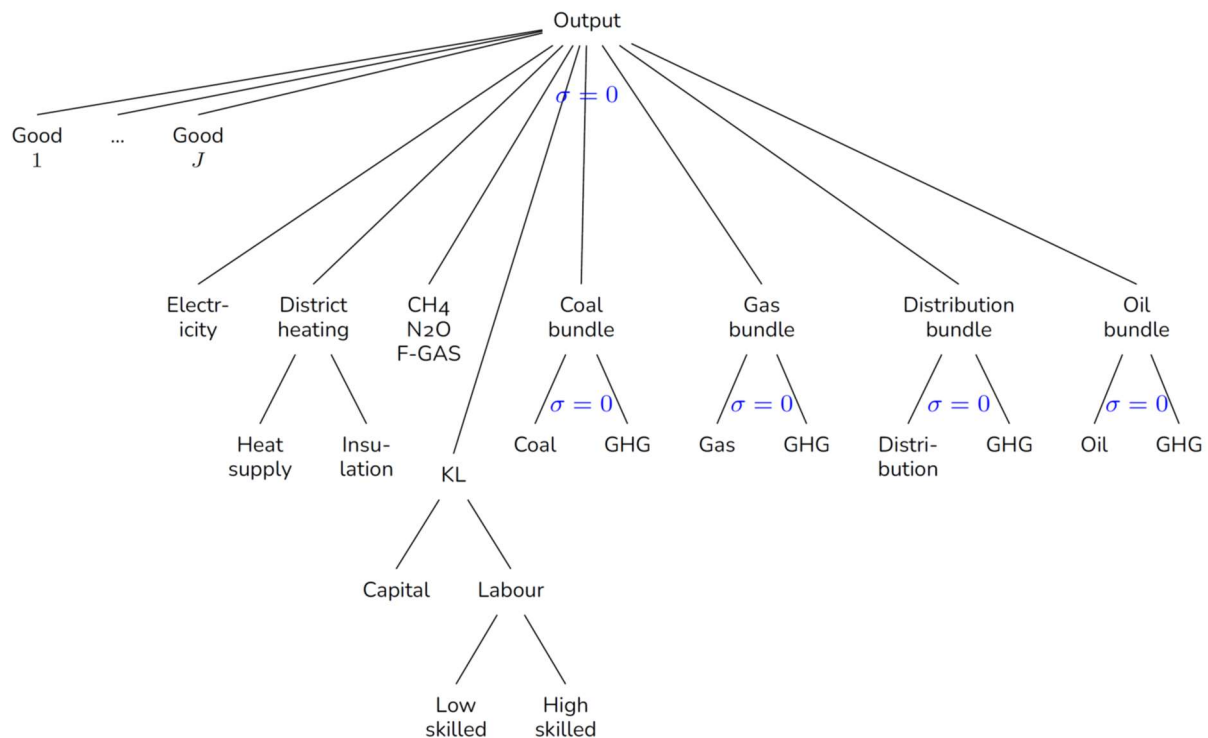 Output
σ = 0
Good
1
...
Good
J
Electr-
icity
District
heating
CH4
N2O
F-GAS
Coal
bundle
Gas
bundle
Distribution
bundle
Oil
bundle
σ = 0
σ = 0
σ = 0
σ = 0
Heat
supply
Insu-
lation
KL
Coal
GHG
Gas
GHG
Distri-
bution
GHG
Oil
GHG
Capital
Labour
Low
skilled
High
skilled